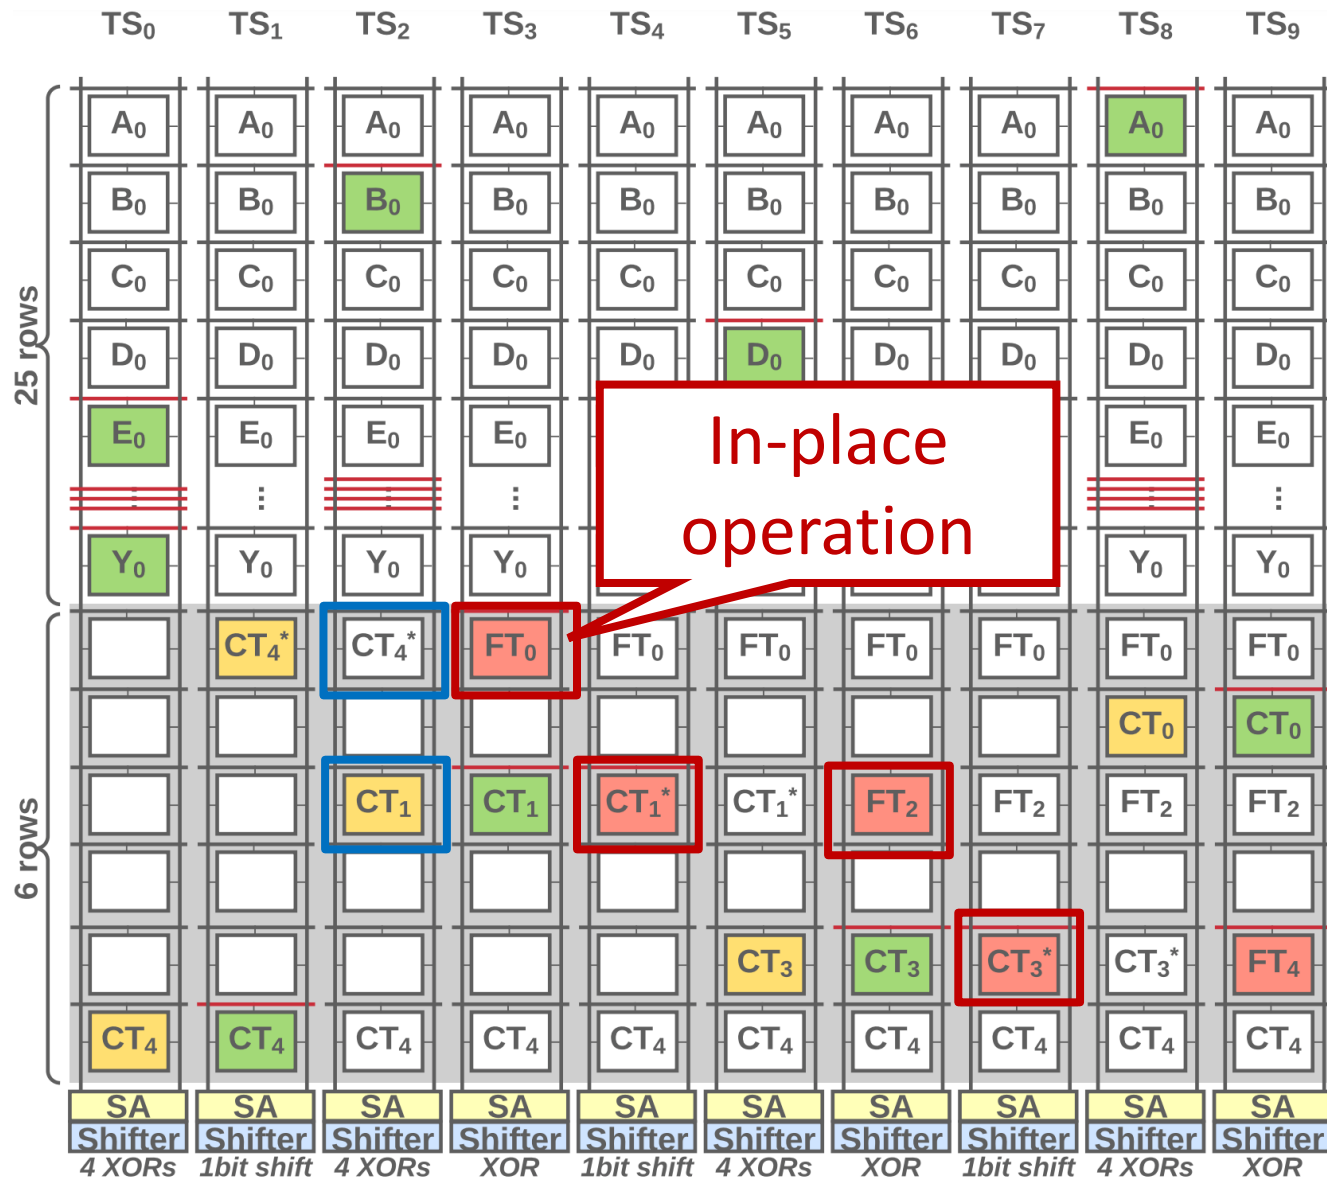 TS₀ TS₁ TS₂ TS₃ TS₄ TS₅ TS₆ TS₇ TS₈ TS₉
A₀ A₀ A₀ A₀ A₀ A₀ A₀ A₀ A₀ A₀
B₀ B₀ B₀ B₀ B₀ B₀ B₀ B₀ B₀ B₀
C₀ C₀ C₀ C₀ C₀ C₀ C₀ C₀ C₀ C₀
25 rows
D₀ D₀ D₀ D₀ D₀ D₀ D₀ D₀ D₀ D₀
E₀ E₀ E₀ E₀ E₀ E₀
In-place
operation
⋮ ⋮ ⋮ ⋮ ⋮ ⋮
Y₀ Y₀ Y₀ Y₀ Y₀ Y₀
CT₄* CT₄* FT₀ FT₀ FT₀ FT₀ FT₀ FT₀ FT₀
CT₀ CT₀
CT₁ CT₁ CT₁* CT₁* FT₂ FT₂ FT₂ FT₂
6 rows
CT₃ CT₃ CT₃* CT₃* FT₄
CT₄ CT₄ CT₄ CT₄ CT₄ CT₄ CT₄ CT₄ CT₄ CT₄
SA SA SA SA SA SA SA SA SA SA
Shifter Shifter Shifter Shifter Shifter Shifter Shifter Shifter Shifter Shifter
4 XORs 1bit shift 4 XORs XOR 1bit shift 4 XORs XOR 1bit shift 4 XORs XOR